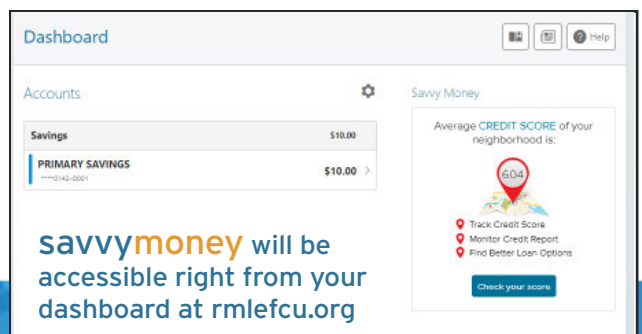 Dashboard
Help
Accounts
Savvy Money
Savings $10.00
PRIMARY SAVINGS $10.00
****0142-0001
Average CREDIT SCORE of your
neighborhood is:
604
Track Credit Score
Monitor Credit Report
Find Better Loan Options
Check your score
savvymoney will be
accessible right from your
dashboard at rmlefcu.org